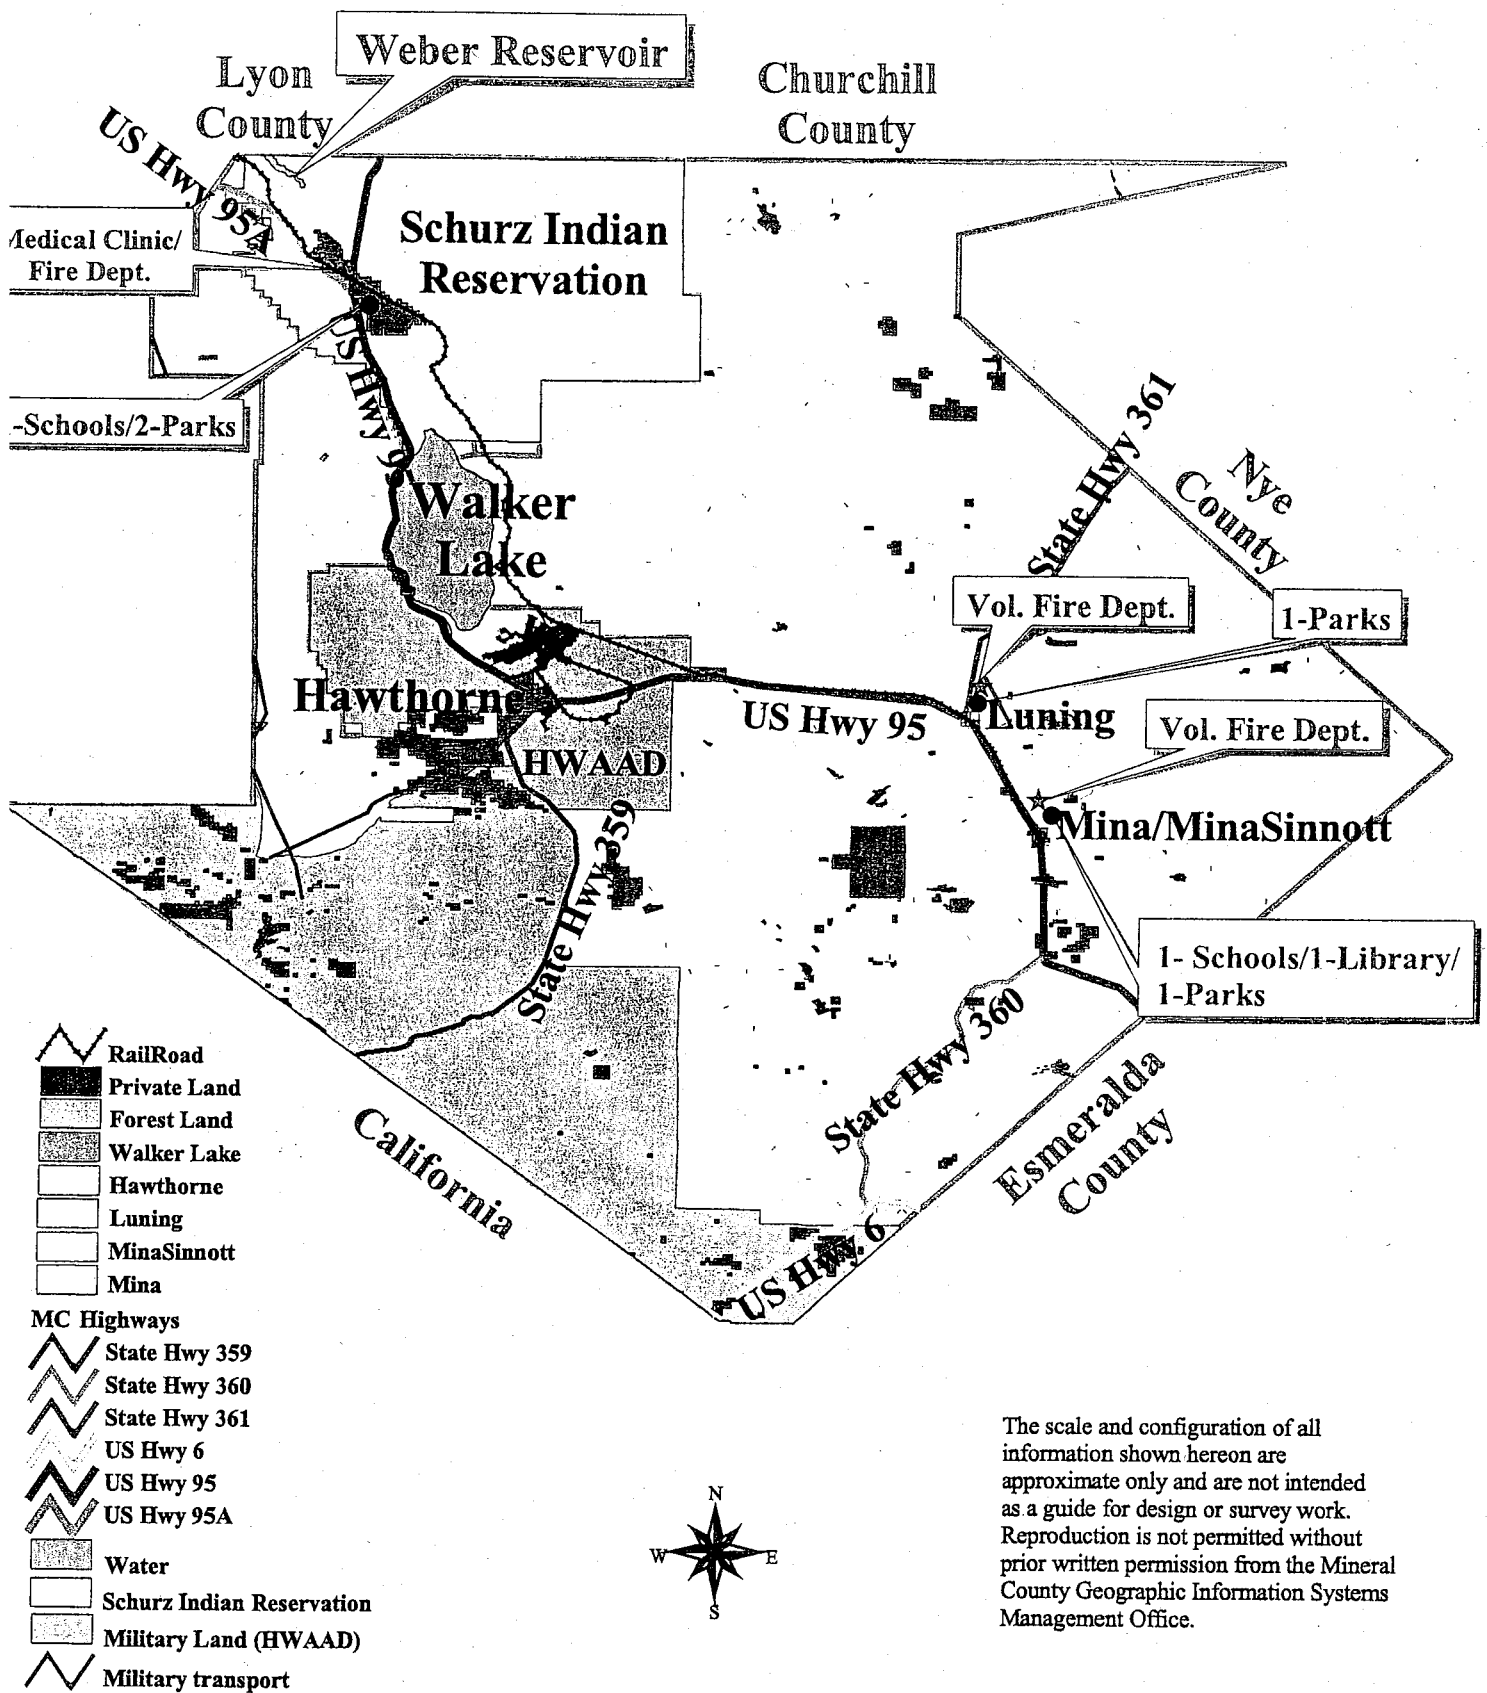 Weber Reservoir
Lyon
County
Churchill
County
US Hwy 95A
Medical Clinic/
Fire Dept.
Schurz Indian
Reservation
US Hwy 9
-Schools/2-Parks
Walker
Lake
State Hwy 361
Nye
County
Vol. Fire Dept.
1-Parks
Hawthorne
US Hwy 95
Luning
HWAAD
Vol. Fire Dept.
Mina/MinaSinnott
State Hwy 359
1- Schools/1-Library/
1-Parks
State Hwy 360
Esmeralda
County
California
US Hwy 6
RailRoad
Private Land
Forest Land
Walker Lake
Hawthorne
Luning
MinaSinnott
Mina
MC Highways
State Hwy 359
State Hwy 360
State Hwy 361
US Hwy 6
US Hwy 95
US Hwy 95A
Water
Schurz Indian Reservation
Military Land (HWAAD)
Military transport
N
W E
S
The scale and configuration of all
information shown hereon are
approximate only and are not intended
as a guide for design or survey work.
Reproduction is not permitted without
prior written permission from the Mineral
County Geographic Information Systems
Management Office.